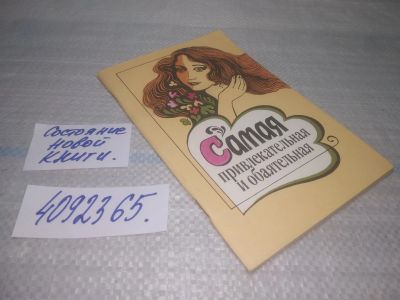 Состояние
новой
книги.
4092365.
Самая
привлекательная
и обаятельная